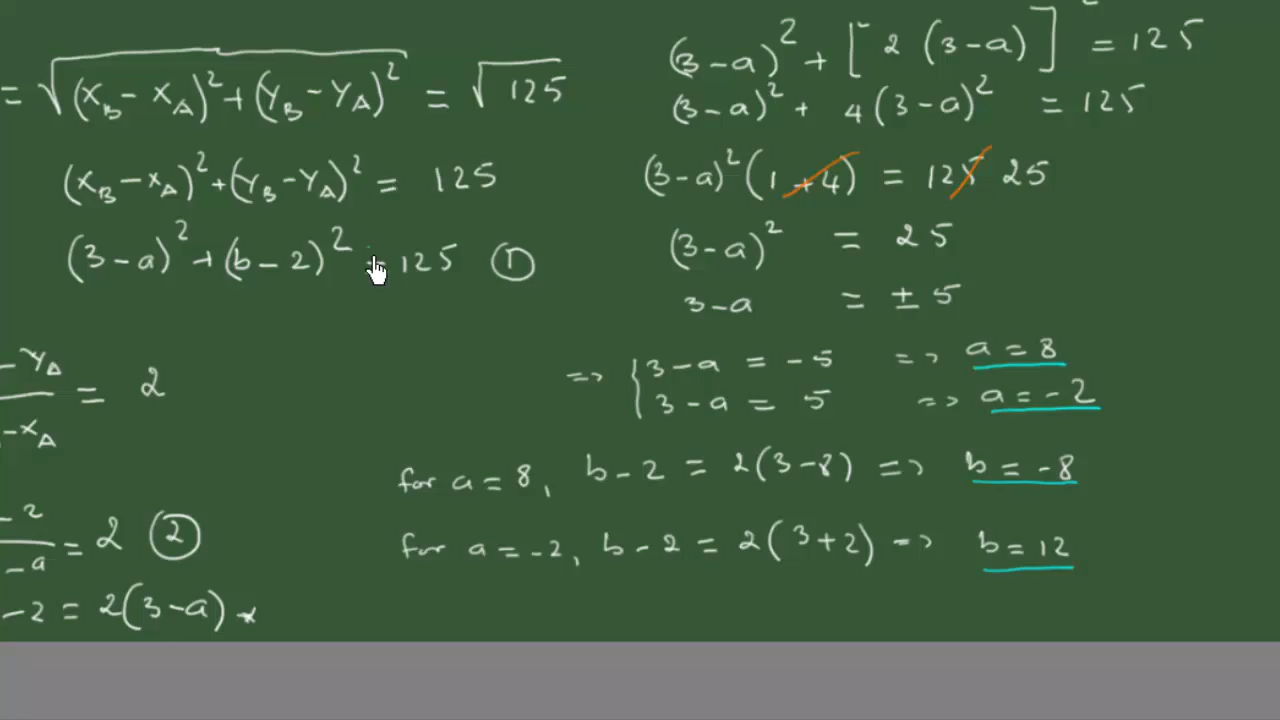 = √(x_B - x_A)² + (y_B - y_A)² = √125
(x_B - x_A)² + (y_B - y_A)² = 125
(3 - a)² + (b - 2)² = 125 ①
- y_A
= 2
- x_A
- 2
= 2 ②
- a
- 2 = 2(3 - a) *
(3 - a)² + [2 (3 - a)]² = 125
(3 - a)² + 4(3 - a)² = 125
(3 - a)² (1 + 4) = 125 25
(3 - a)² = 25
3 - a = ± 5
=> { 3 - a = - 5 => a = 8
3 - a = 5 => a = - 2
for a = 8, b - 2 = 2(3 - 8) => b = - 8
for a = - 2, b - 2 = 2(3 + 2) => b = 12